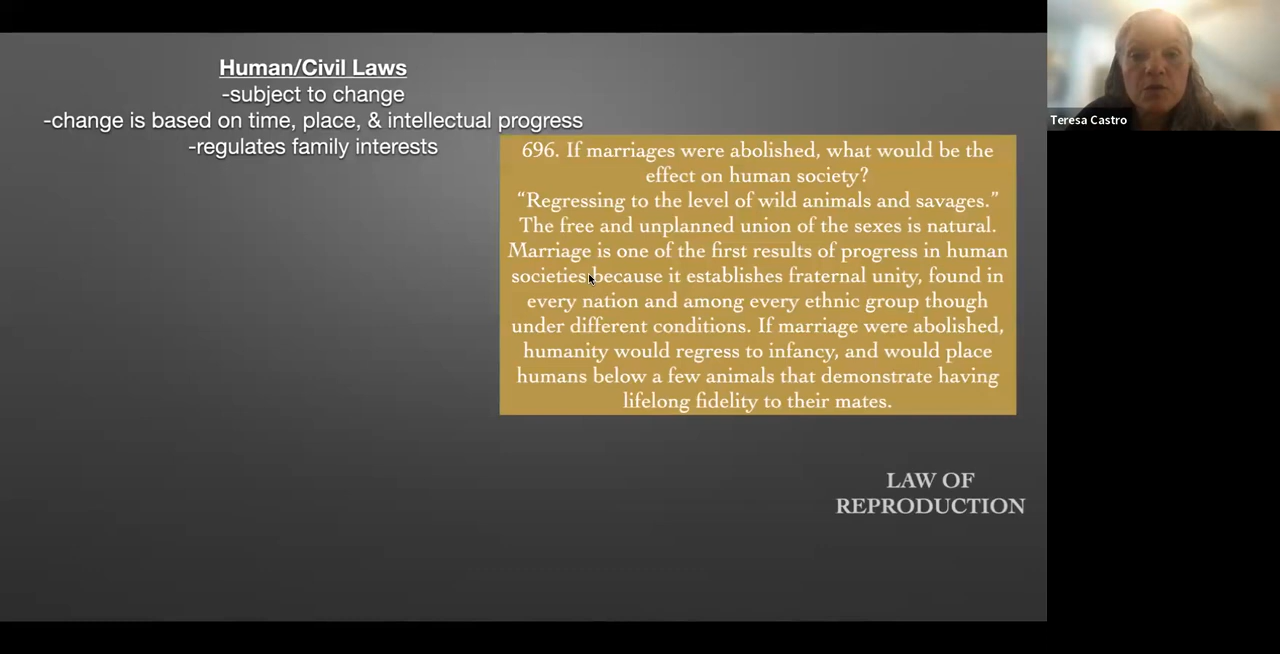 Human/Civil Laws
-subject to change
-change is based on time, place, & intellectual progress
-regulates family interests
696. If marriages were abolished, what would be the
effect on human society?
“Regressing to the level of wild animals and savages.”
The free and unplanned union of the sexes is natural.
Marriage is one of the first results of progress in human
societies because it establishes fraternal unity, found in
every nation and among every ethnic group though
under different conditions. If marriage were abolished,
humanity would regress to infancy, and would place
humans below a few animals that demonstrate having
lifelong fidelity to their mates.
LAW OF
REPRODUCTION
Teresa Castro